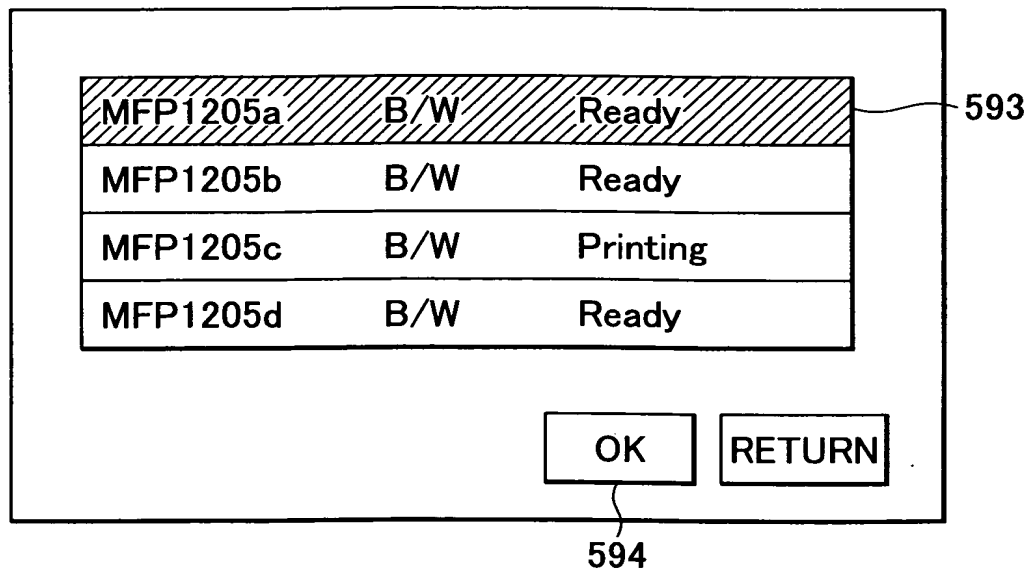 MFP1205a B/W Ready
593
MFP1205b B/W Ready
MFP1205c B/W Printing
MFP1205d B/W Ready
OK RETURN
594